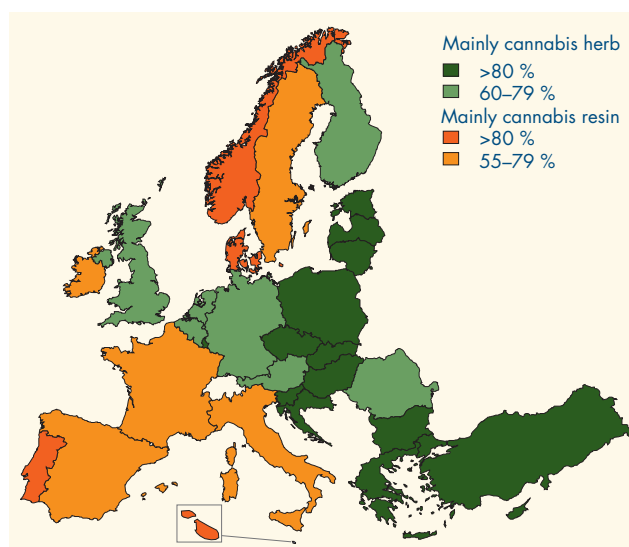 Mainly cannabis herb
>80 %
60–79 %
Mainly cannabis resin
>80 %
55–79 %